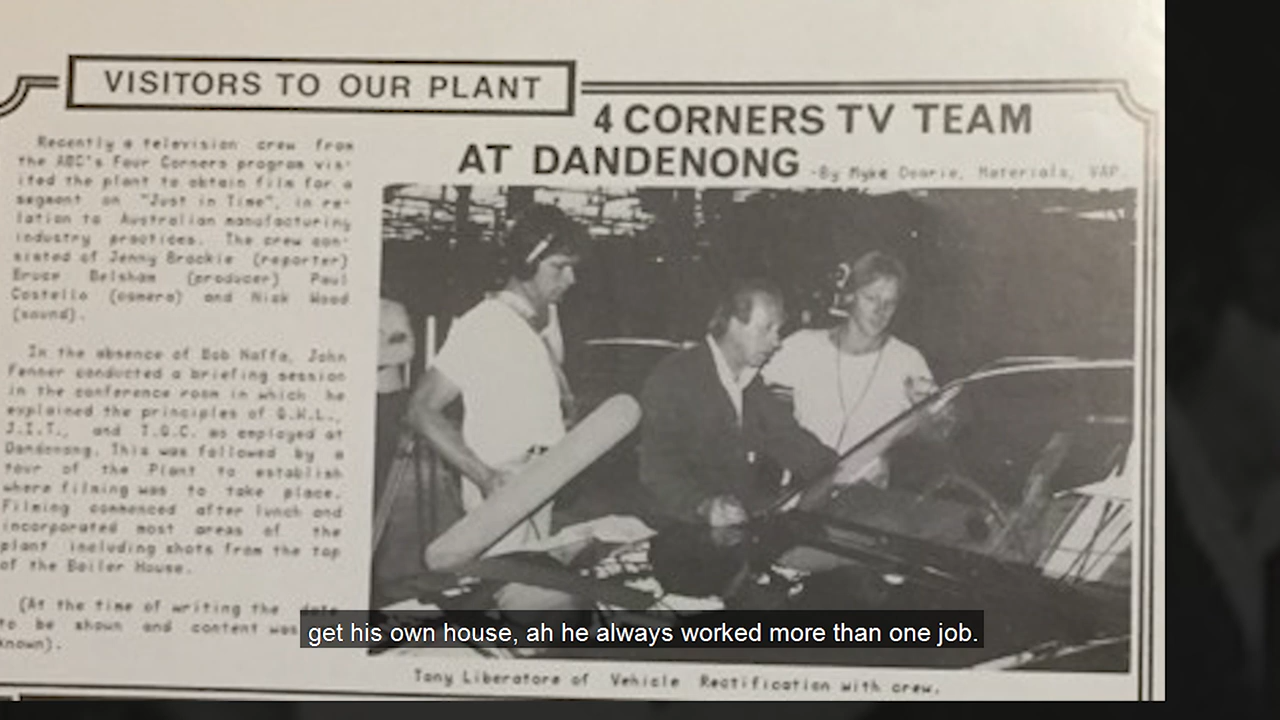 VISITORS TO OUR PLANT
4 CORNERS TV TEAM
AT DANDENONG -By Myke Doorie, Materials, VAP.
Recently a television crew from
the ABC's Four Corners program vis-
ited the plant to obtain film for a
segment on "Just in Time", in re-
lation to Australian manufacturing
industry practices. The crew con-
sisted of Jenny Brockie (reporter)
Bruce Belsham (producer) Paul
Costello (camera) and Nick Wood
(sound).
In the absence of Bob Naffa, John
Fenner conducted a briefing session
in the conference room in which he
explained the principles of Q.W.L.,
J.I.T., and T.Q.C. as employed at
Dandenong. This was followed by a
tour of the Plant to establish
where filming was to take place.
Filming commenced after lunch and
incorporated most areas of the
plant including shots from the top
of the Boiler House.
(At the time of writing the date
to be shown and content was
known).
Tony Liberatore of Vehicle Rectification with crew.
get his own house, ah he always worked more than one job.